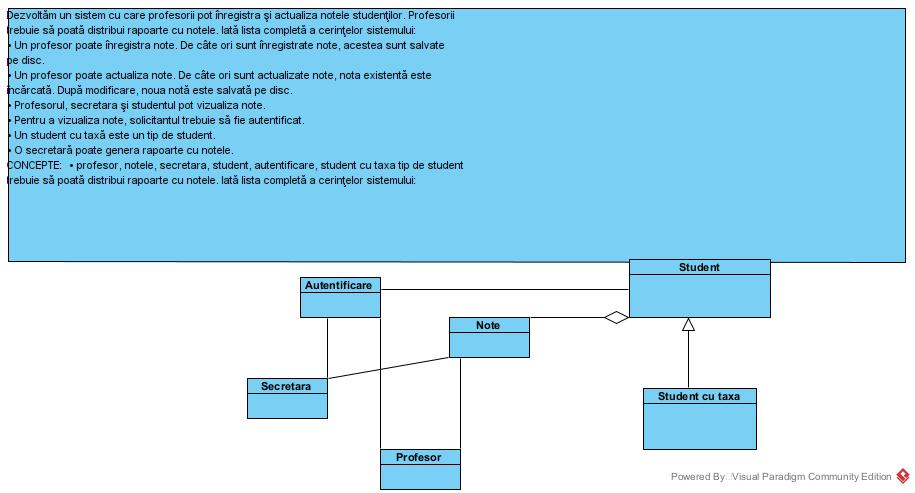 Dezvoltăm un sistem cu care profesorii pot înregistra şi actualiza notele studenţilor. Profesorii
trebuie să poată distribui rapoarte cu notele. Iată lista completă a cerinţelor sistemului:
• Un profesor poate înregistra note. De câte ori sunt înregistrate note, acestea sunt salvate
pe disc.
• Un profesor poate actualiza note. De câte ori sunt actualizate note, nota existentă este
încărcată. După modificare, noua notă este salvată pe disc.
• Profesorul, secretara şi studentul pot vizualiza note.
• Pentru a vizualiza note, solicitantul trebuie să fie autentificat.
• Un student cu taxă este un tip de student.
• O secretară poate genera rapoarte cu notele.
CONCEPTE: • profesor, notele, secretara, student, autentificare, student cu taxa tip de student
trebuie să poată distribui rapoarte cu notele. Iată lista completă a cerinţelor sistemului:
Student
Autentificare
Note
Secretara
Student cu taxa
Profesor
Powered By Visual Paradigm Community Edition